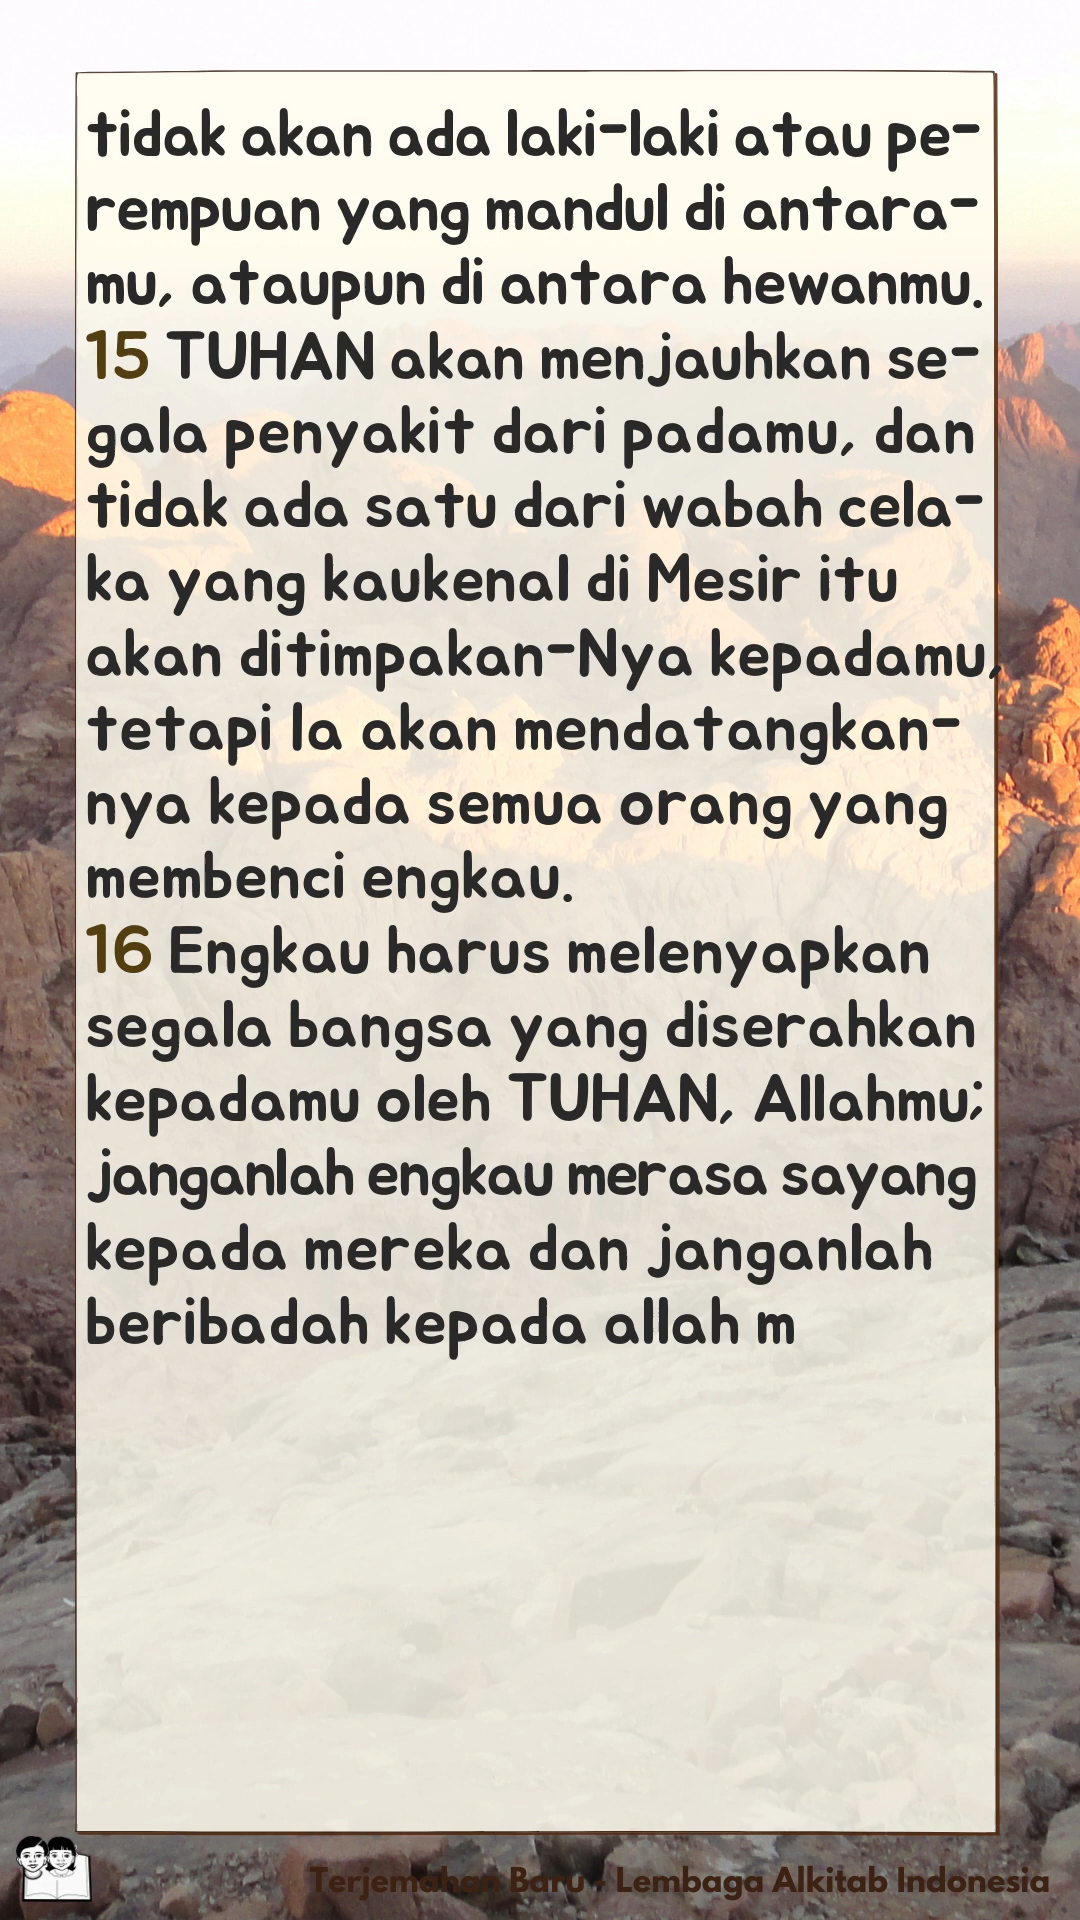 tidak akan ada laki-laki atau pe-
rempuan yang mandul di antara-
mu, ataupun di antara hewanmu.
15 TUHAN akan menjauhkan se-
gala penyakit dari padamu, dan
tidak ada satu dari wabah cela-
ka yang kaukenal di Mesir itu
akan ditimpakan-Nya kepadamu,
tetapi Ia akan mendatangkan-
nya kepada semua orang yang
membenci engkau.
16 Engkau harus melenyapkan
segala bangsa yang diserahkan
kepadamu oleh TUHAN, Allahmu;
janganlah engkau merasa sayang
kepada mereka dan janganlah
beribadah kepada allah m
Terjemahan Baru - Lembaga Alkitab Indonesia